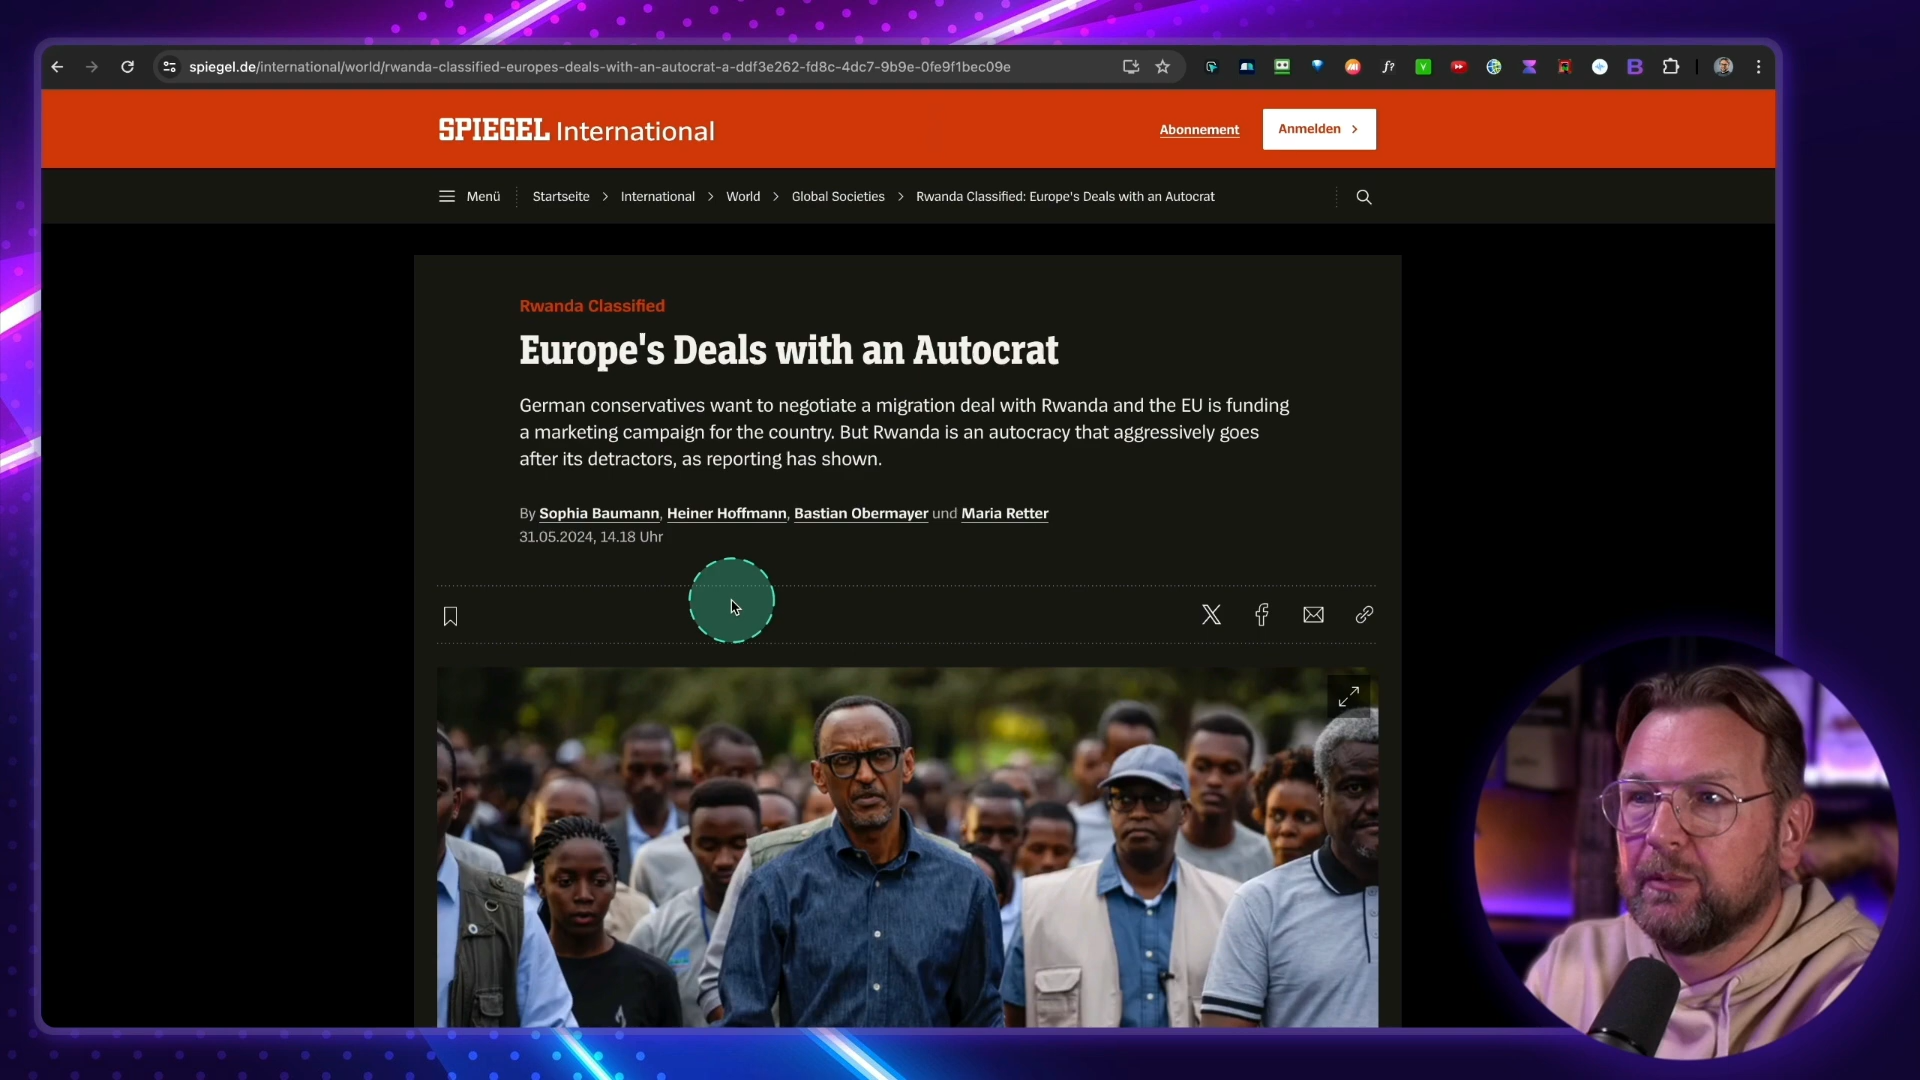 spiegel.de/international/world/rwanda-classified-europes-deals-with-an-autocrat-a-ddf3e262-fd8c-4dc7-9b9e-0fe9f1bec09e
SPIEGEL International
Abonnement
Anmelden
Menü
Startseite > International > World > Global Societies > Rwanda Classified: Europe's Deals with an Autocrat
Rwanda Classified
Europe's Deals with an Autocrat
German conservatives want to negotiate a migration deal with Rwanda and the EU is funding
a marketing campaign for the country. But Rwanda is an autocracy that aggressively goes
after its detractors, as reporting has shown.
By Sophia Baumann, Heiner Hoffmann, Bastian Obermayer und Maria Retter
31.05.2024, 14.18 Uhr